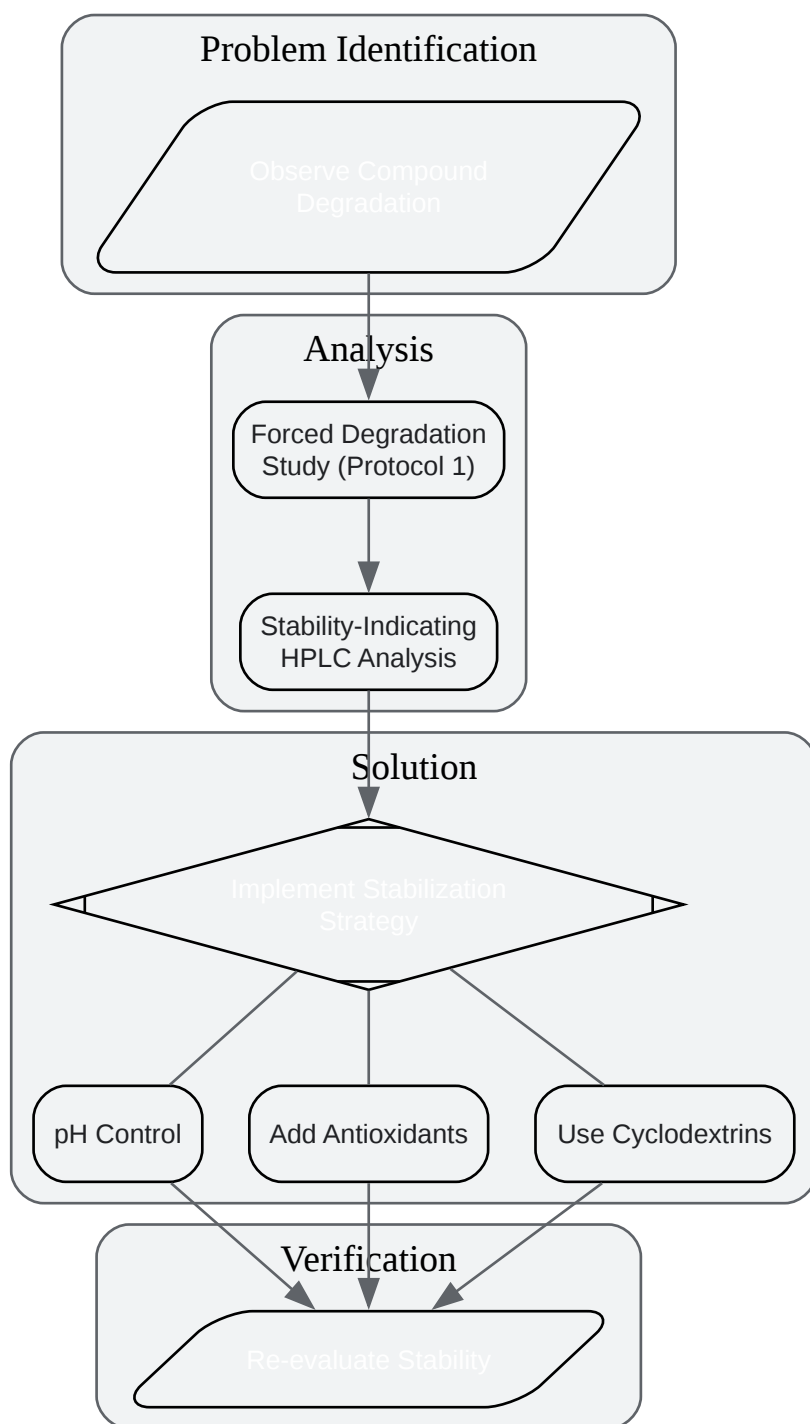 Problem Identification
Observe Compound
Degradation
Analysis
Forced Degradation
Study (Protocol 1)
Stability-Indicating
HPLC Analysis
Solution
Implement Stabilization
Strategy
pH Control
Add Antioxidants
Use Cyclodextrins
Verification
Re-evaluate Stability